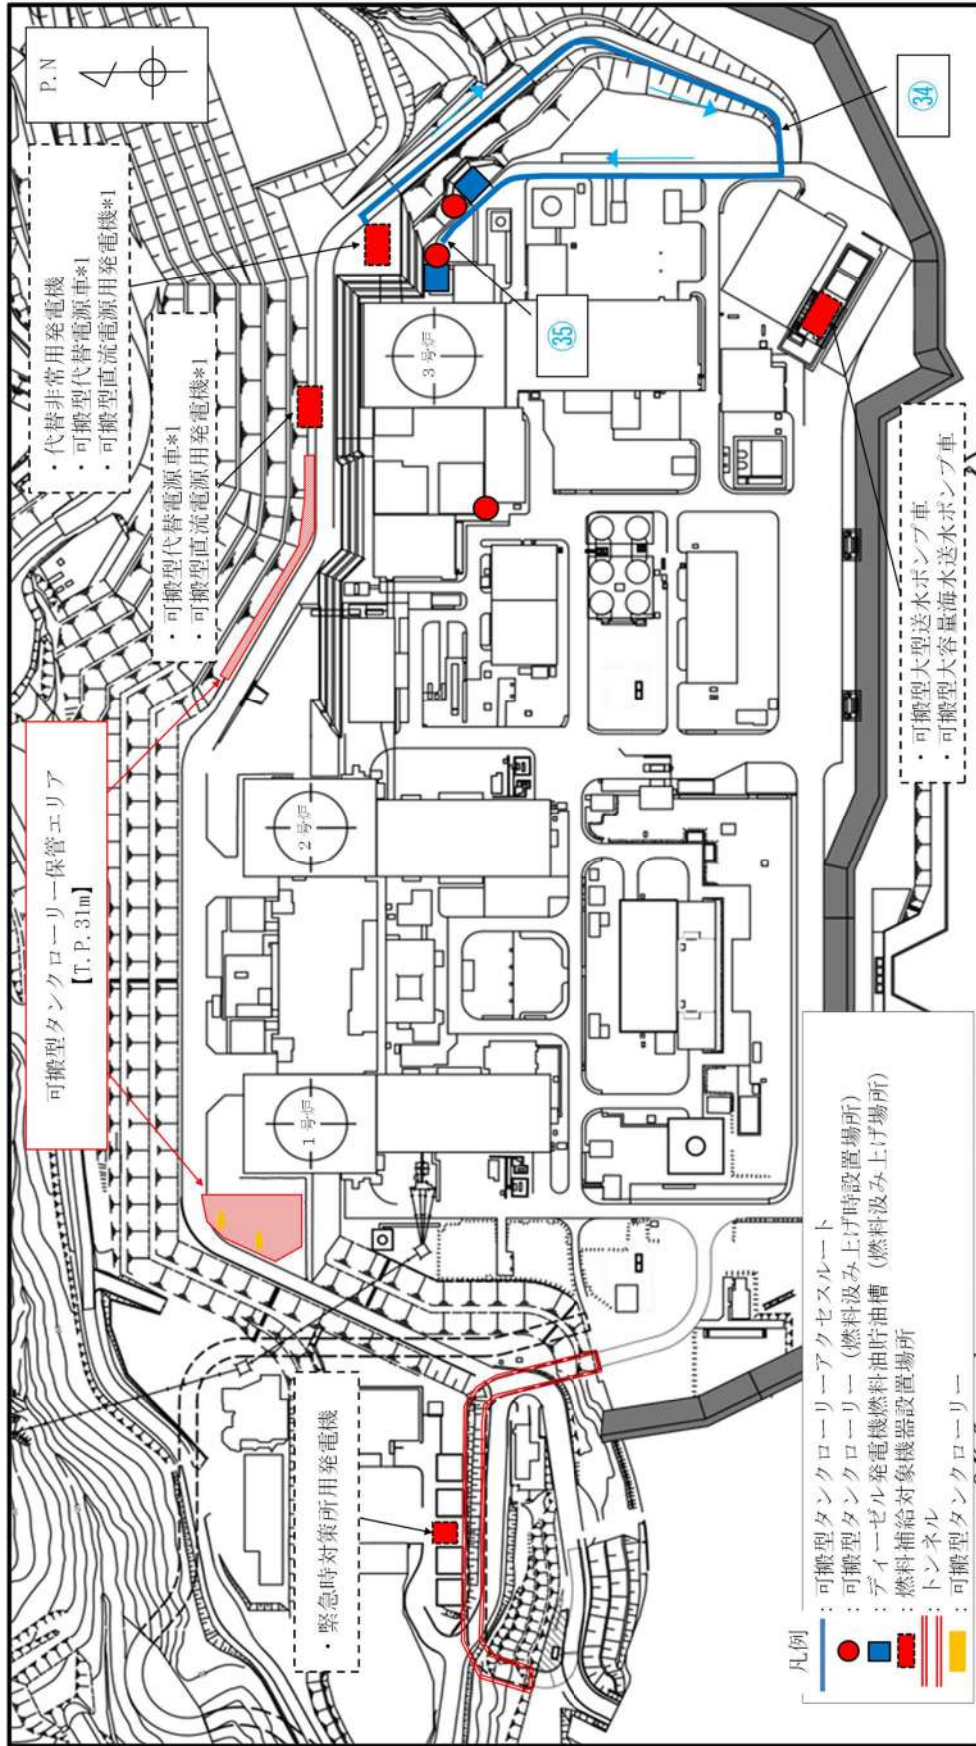 P.N
・代替非常用発電機
・可搬型代替電源車*1
・可搬型直流電源用発電機*1
・可搬型代替電源車*1
・可搬型直流電源用発電機*1
可搬型タンクローリー保管エリア
【T.P.31m】
・緊急時対策所用発電機
1号炉
2号炉
3号炉
㉞
㉟
・可搬型大型送水ポンプ車
・可搬型大容量海水送水ポンプ車
凡例
：可搬型タンクローリーアクセスルート
：可搬型タンクローリー（燃料汲み上げ時設置場所）
：ディーゼル発電機燃料油貯油槽（燃料汲み上げ場所）
：燃料補給対象機器設置場所
：トンネル
：可搬型タンクローリー